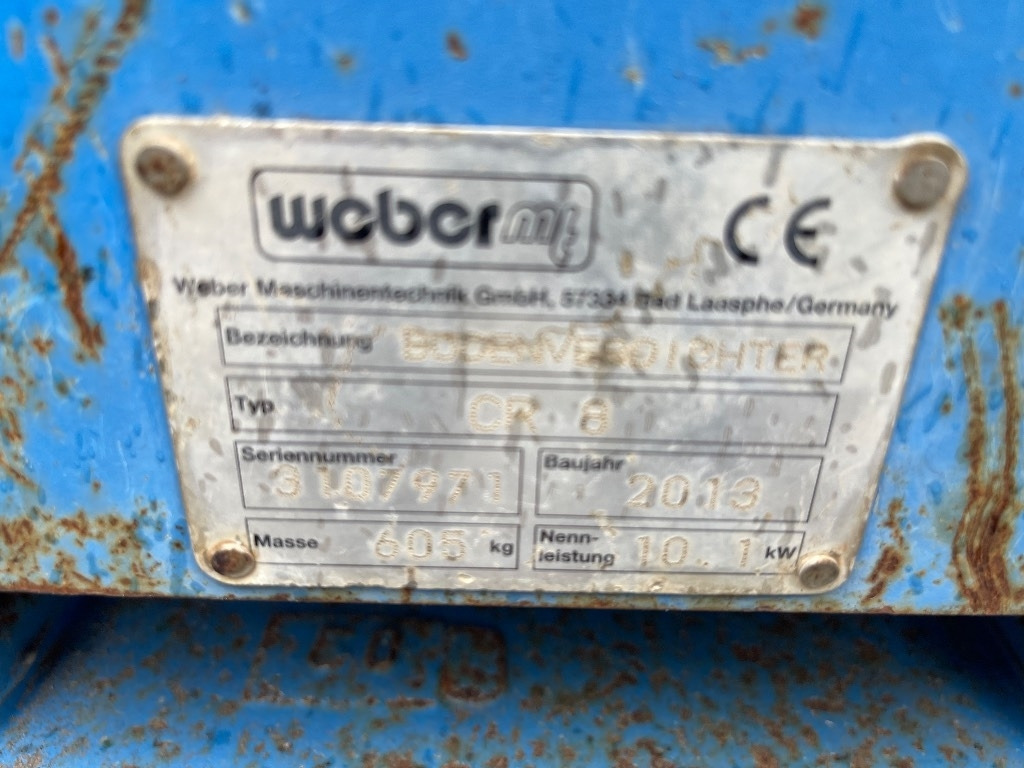 weber mt
CE
Weber Maschinentechnik GmbH, 57334 Bad Laasphe/Germany
Bezeichnung BODENVERDICHTER
Typ CR 8
Seriennummer 3107971 Baujahr 2013
Masse 605 kg Nenn-leistung 10.1 kW